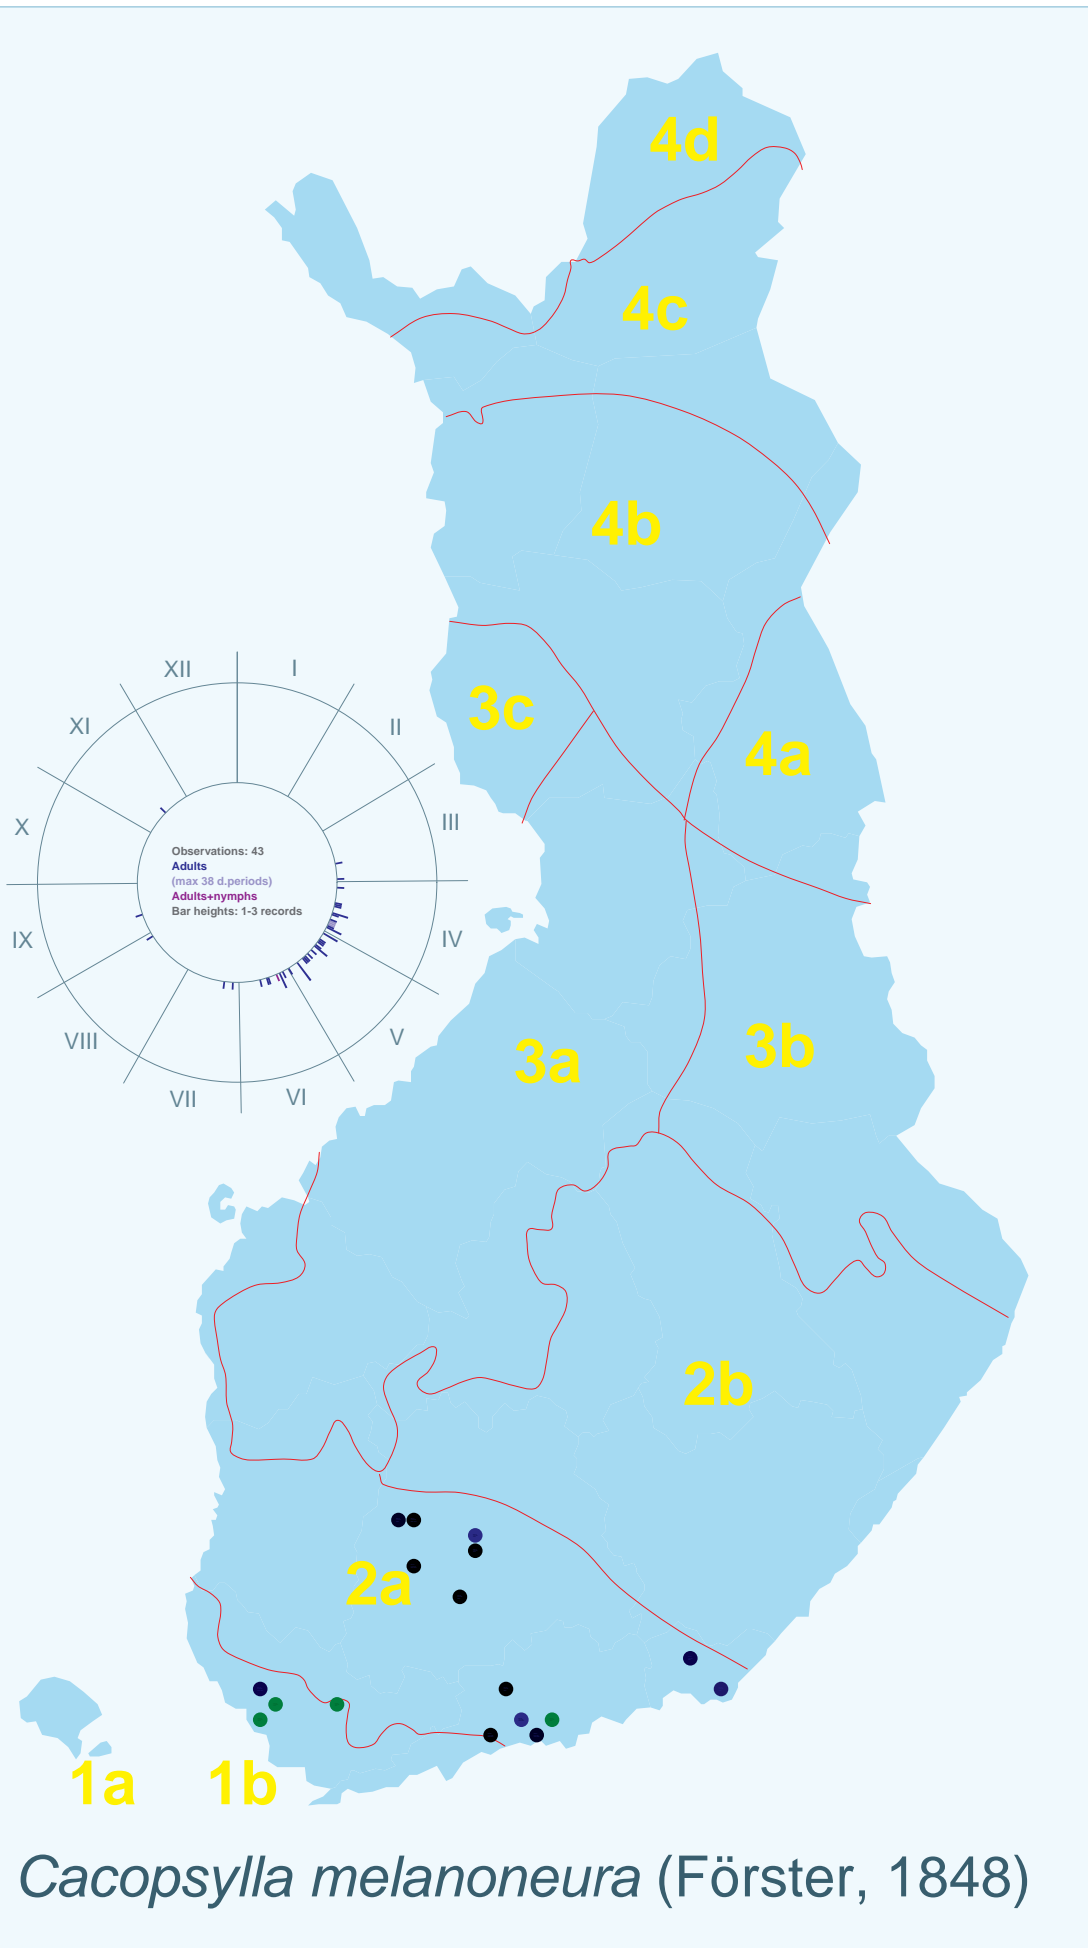 4d
4c
4b
3c
4a
XII
I
XI
II
X
III
Observations: 43
Adults
(max 38 d.periods)
Adults+nymphs
Bar heights: 1-3 records
IX
IV
VIII
V
VII
VI
3a
3b
2b
2a
1a
1b
Cacopsylla melanoneura (Förster, 1848)